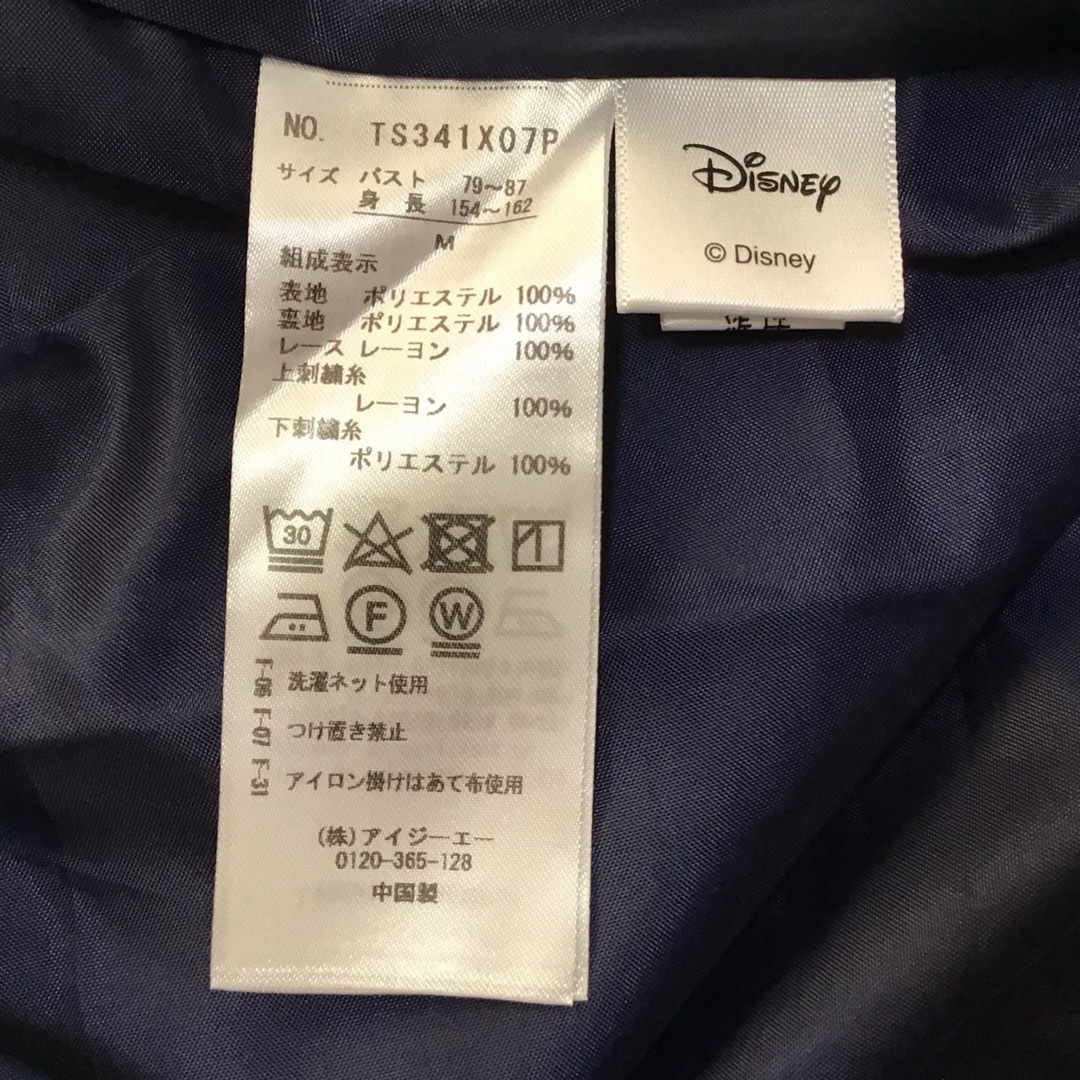 NO. TS341X07P
サイズ バスト 79~87
身長 154~162
M
組成表示
表地 ポリエステル 100%
裏地 ポリエステル 100%
レース レーヨン 100%
上刺繍糸
レーヨン 100%
下刺繍糸
ポリエステル 100%
30
F
W
F-06 洗濯ネット使用
F-07 つけ置き禁止
F-31 アイロン掛けはあて布使用
(株)アイジーエー
0120-365-128
中国製
Disney
© Disney